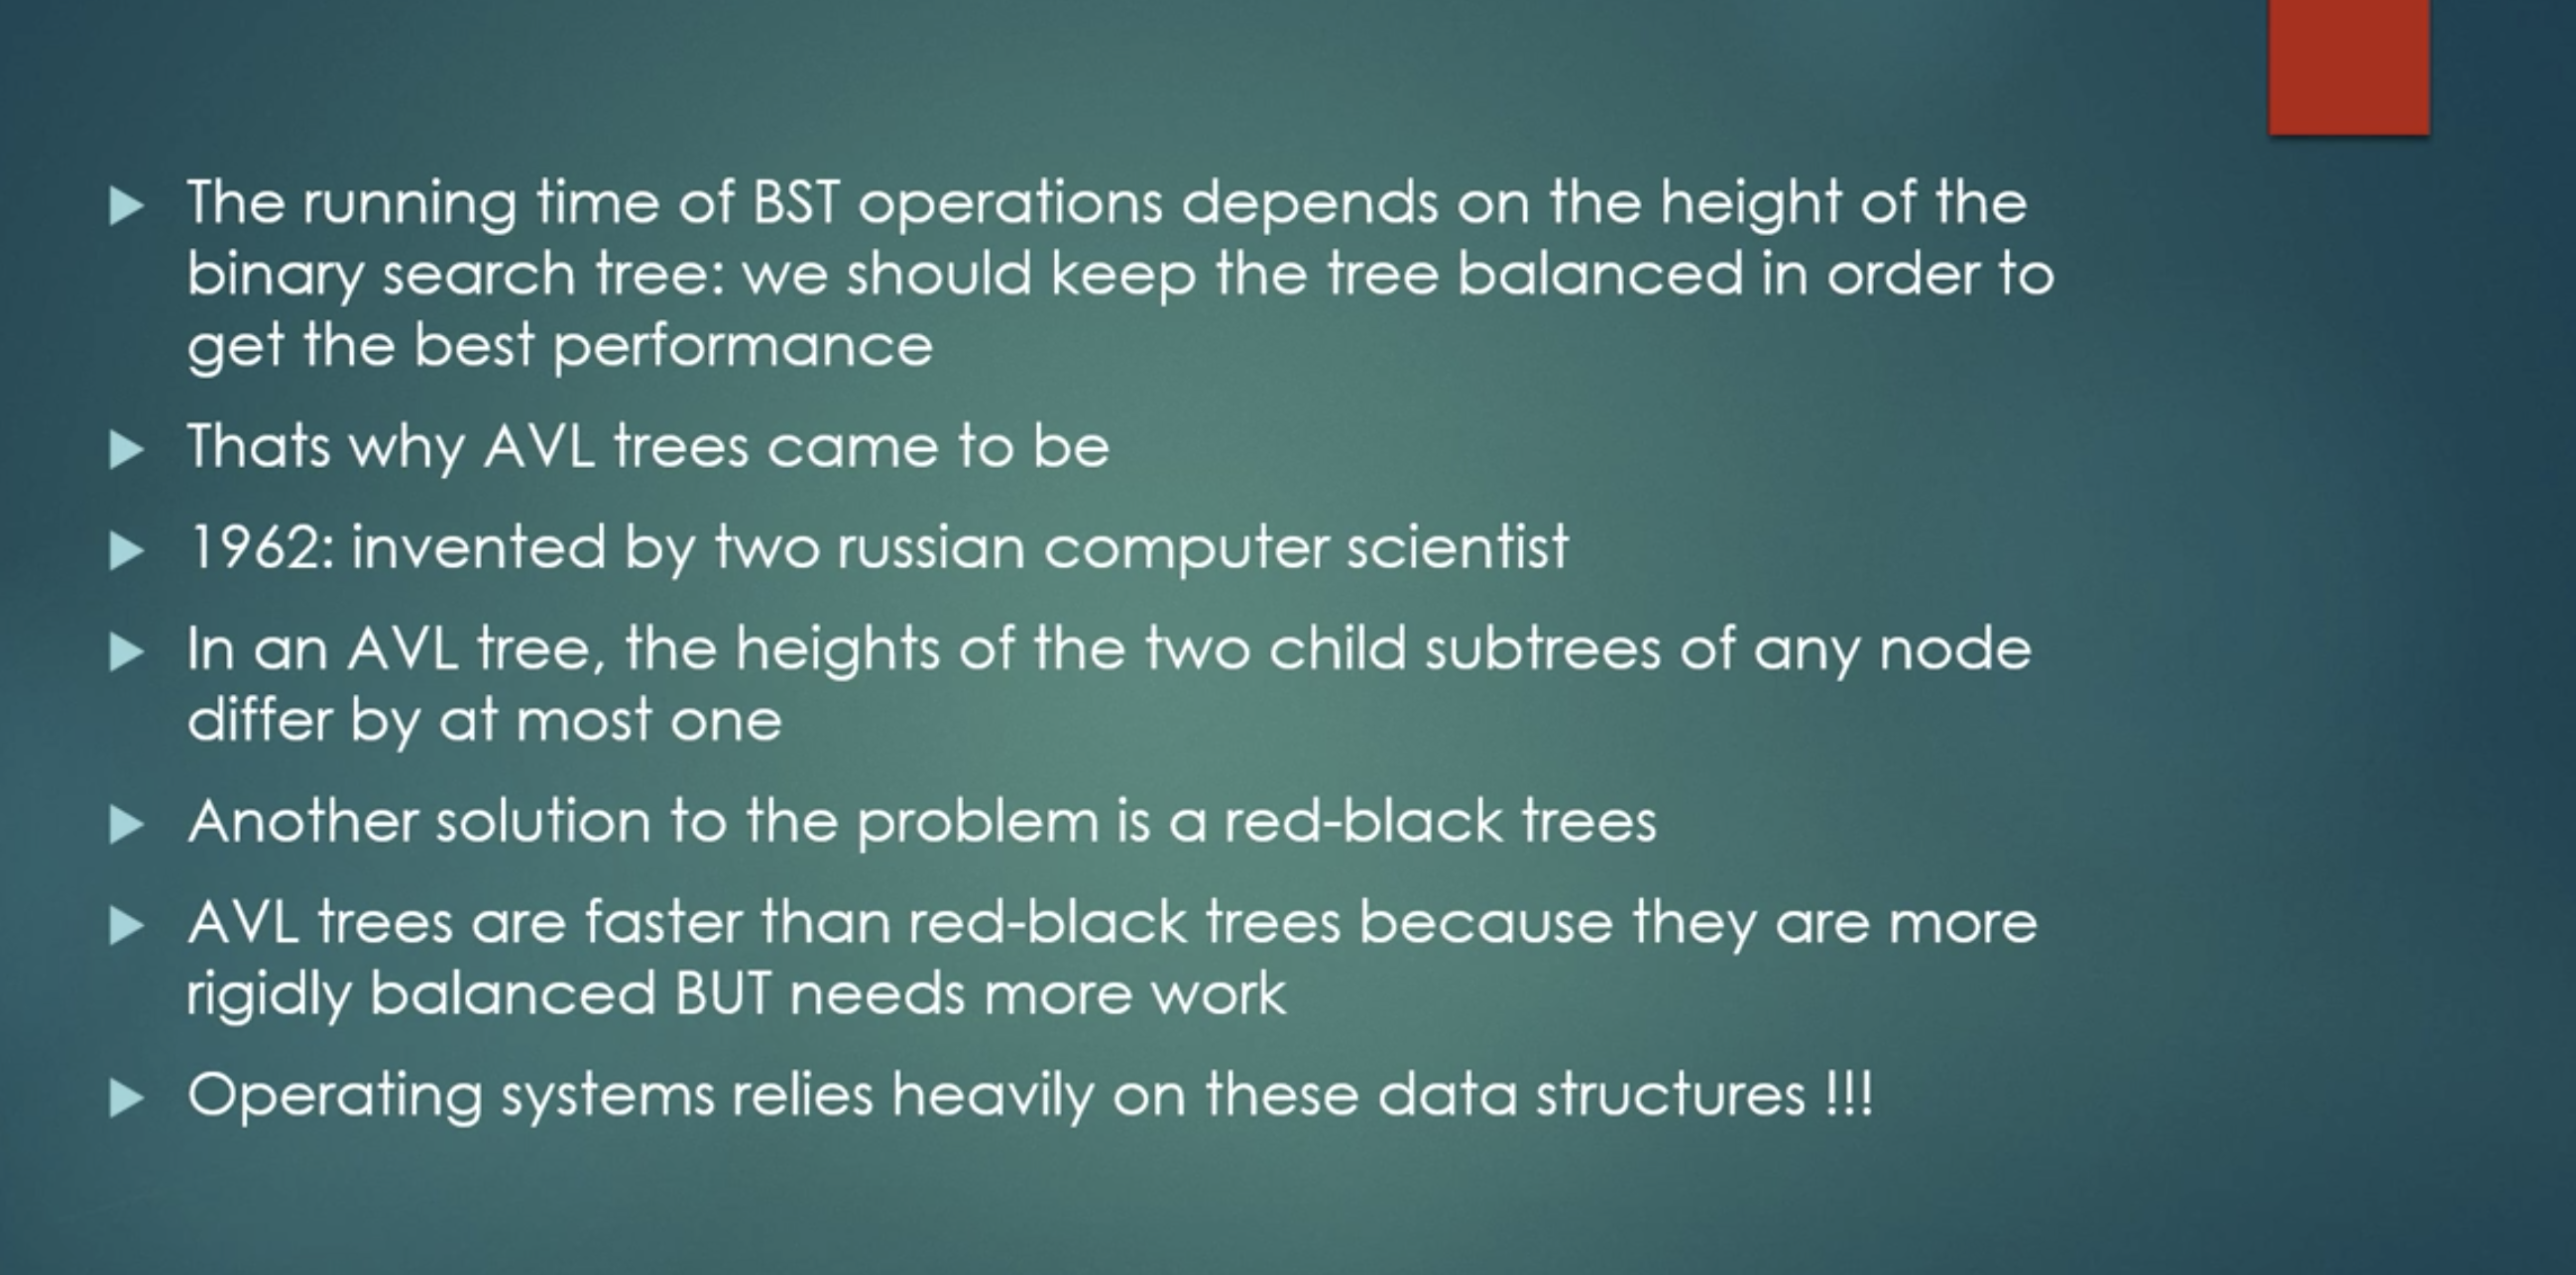 The running time of BST operations depends on the height of the
binary search tree: we should keep the tree balanced in order to
get the best performance
Thats why AVL trees came to be
1962: invented by two russian computer scientist
In an AVL tree, the heights of the two child subtrees of any node
differ by at most one
Another solution to the problem is a red-black trees
AVL trees are faster than red-black trees because they are more
rigidly balanced BUT needs more work
Operating systems relies heavily on these data structures !!!